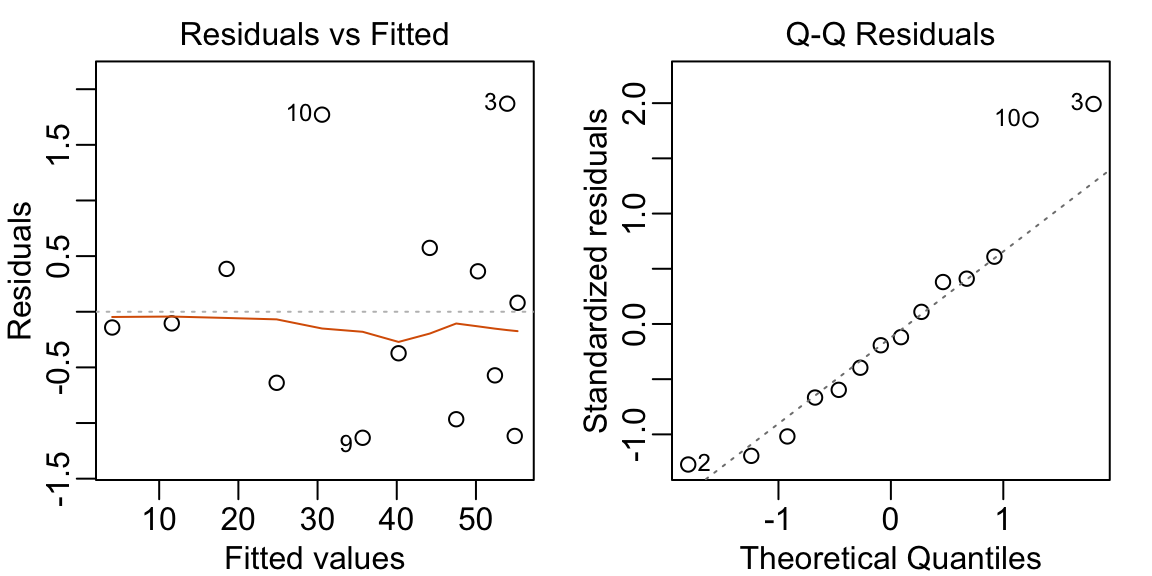 Residuals vs Fitted
Residuals
1.5
0.5
-0.5
-1.5
10
3
9
10 20 30 40 50
Fitted values
Q-Q Residuals
Standardized residuals
2.0
1.0
0.0
-1.0
10
3
2
-1 0 1
Theoretical Quantiles